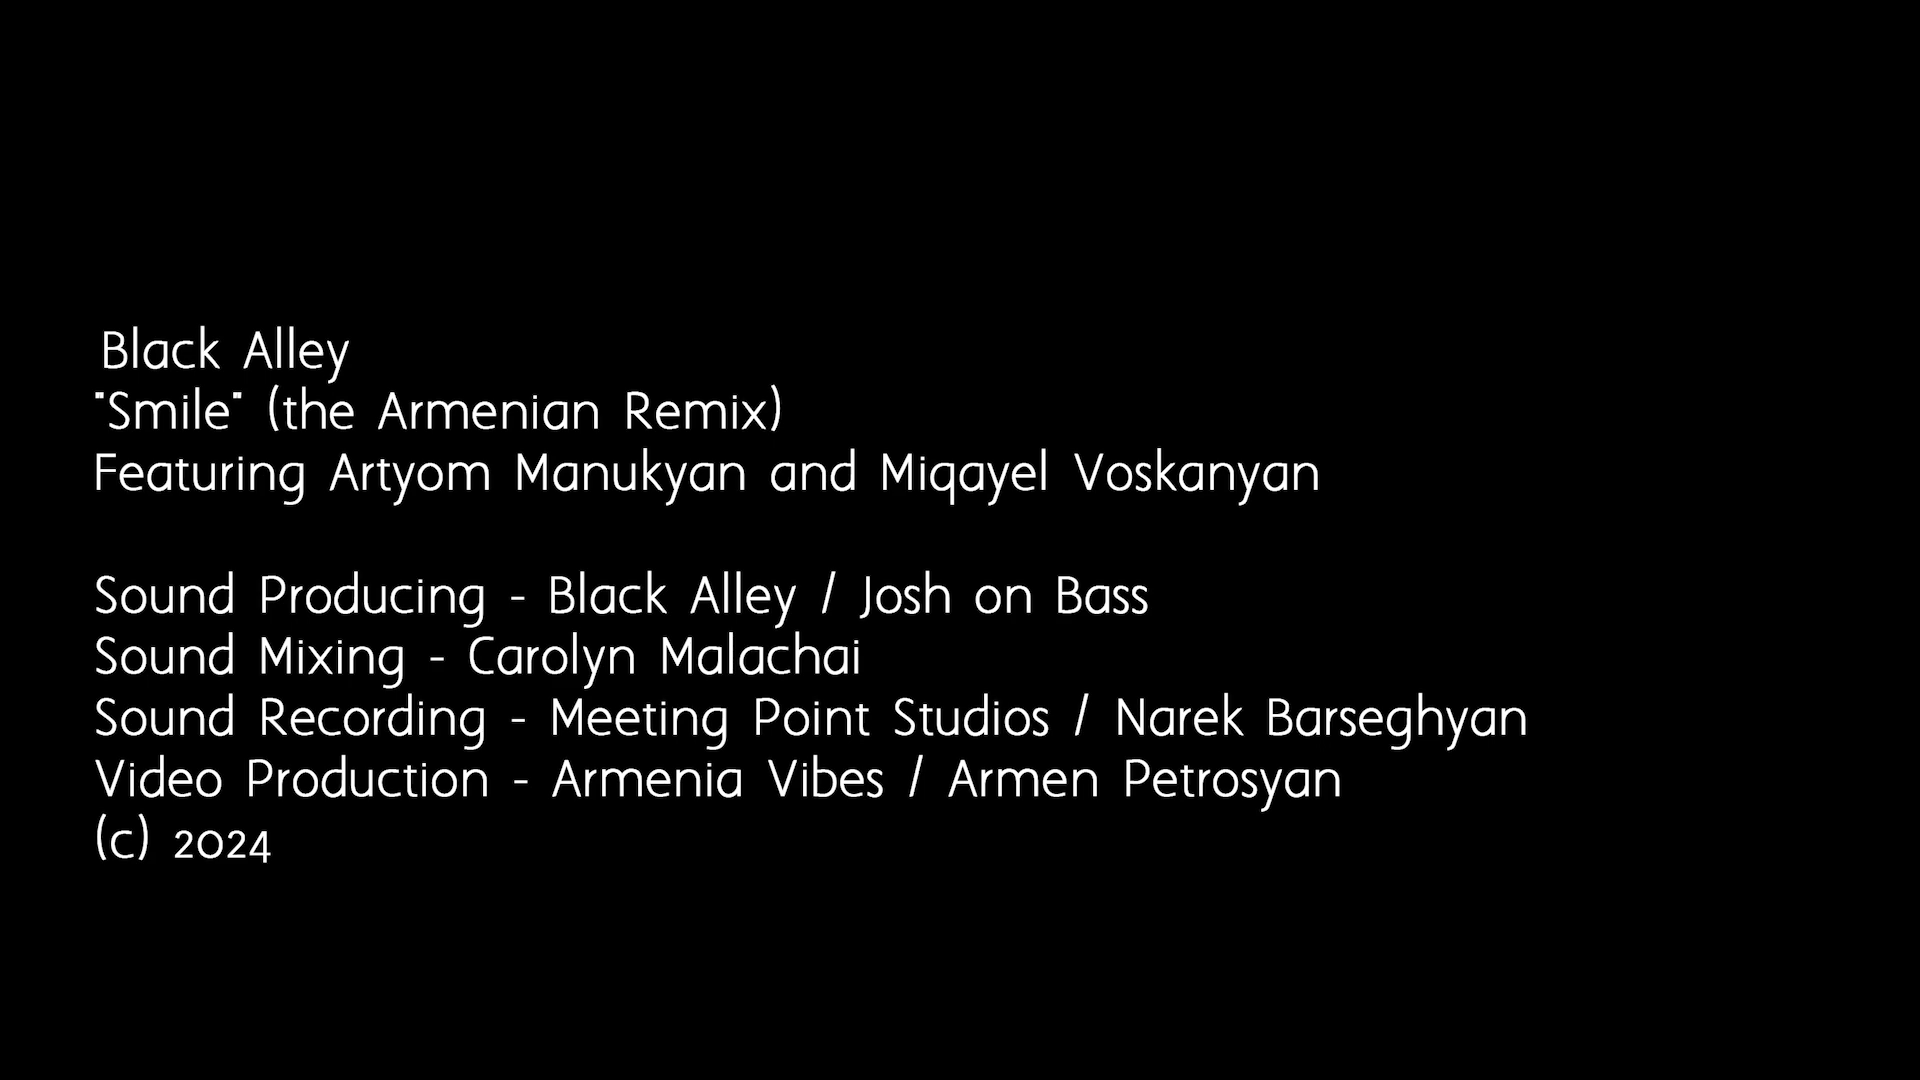 Black Alley
"Smile" (the Armenian Remix)
Featuring Artyom Manukyan and Miqayel Voskanyan
Sound Producing - Black Alley / Josh on Bass
Sound Mixing - Carolyn Malachai
Sound Recording - Meeting Point Studios / Narek Barseghyan
Video Production - Armenia Vibes / Armen Petrosyan
(c) 2024